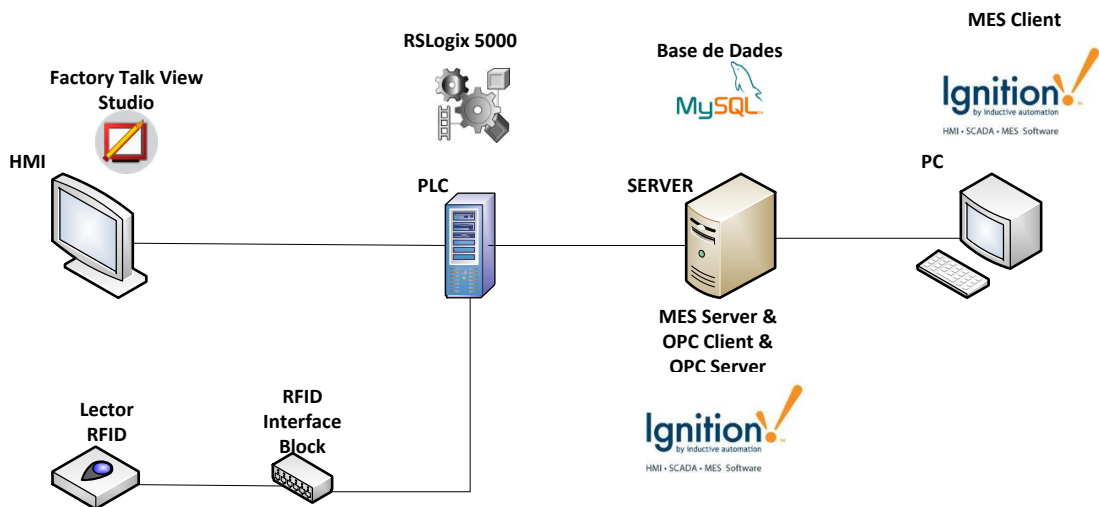 MES Client
RSLogix 5000
Base de Dades
MySQL
Factory Talk View
Studio
Ignition!
by inductive automation
HMI • SCADA • MES Software
HMI
PLC
SERVER
PC
MES Server &
OPC Client &
OPC Server
Lector
RFID
RFID
Interface
Block
Ignition!
by inductive automation
HMI • SCADA • MES Software